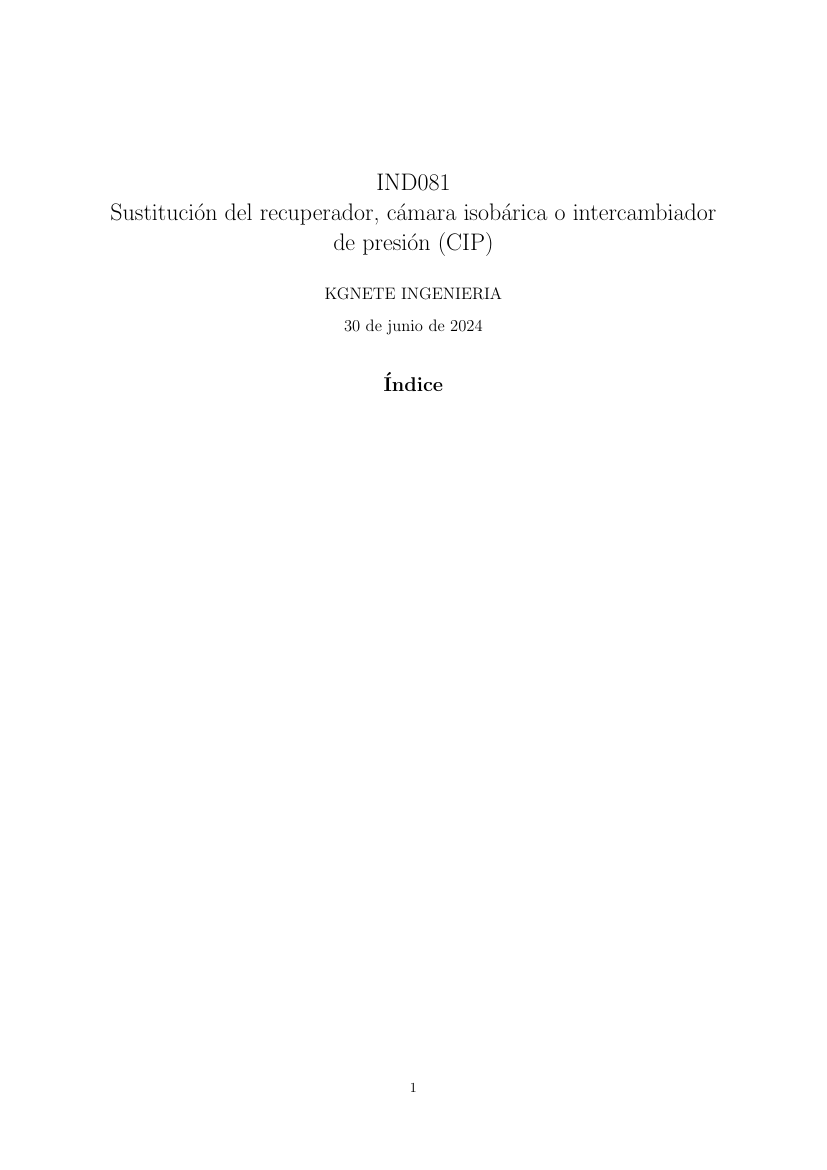 IND081
Sustitución del recuperador, cámara isobárica o intercambiador
de presión (CIP)
KGNETE INGENIERIA
30 de junio de 2024
Índice
1